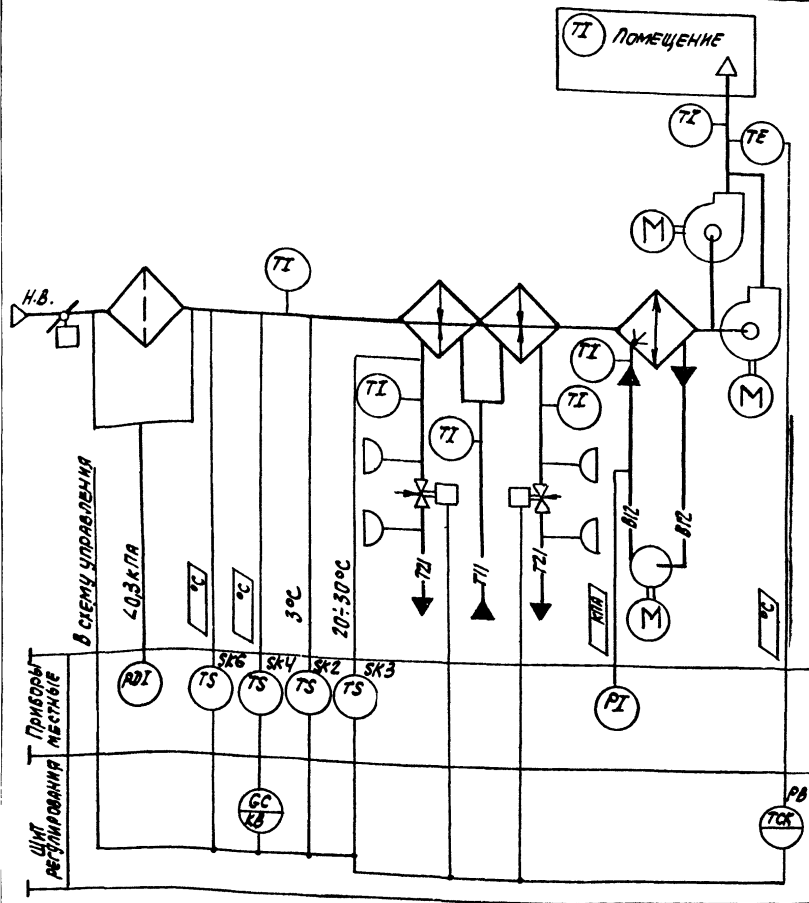 TI ПОМЕЩЕНИЕ
TI
TE
M
Н.В.
TI
M
TI
TI
TI
TI
В СХЕМУ УПРАВЛЕНИЯ
<0,3 кПА
°C
°C
3°C
20÷30°C
T21
T11
T21
кПА
B12
B12
M
°C
Приборы
местные
PDI
TS
SK6
TS
SK4
TS
SK2
TS
SK3
PI
Щит
регулирования
GC
KB
PB
TCK